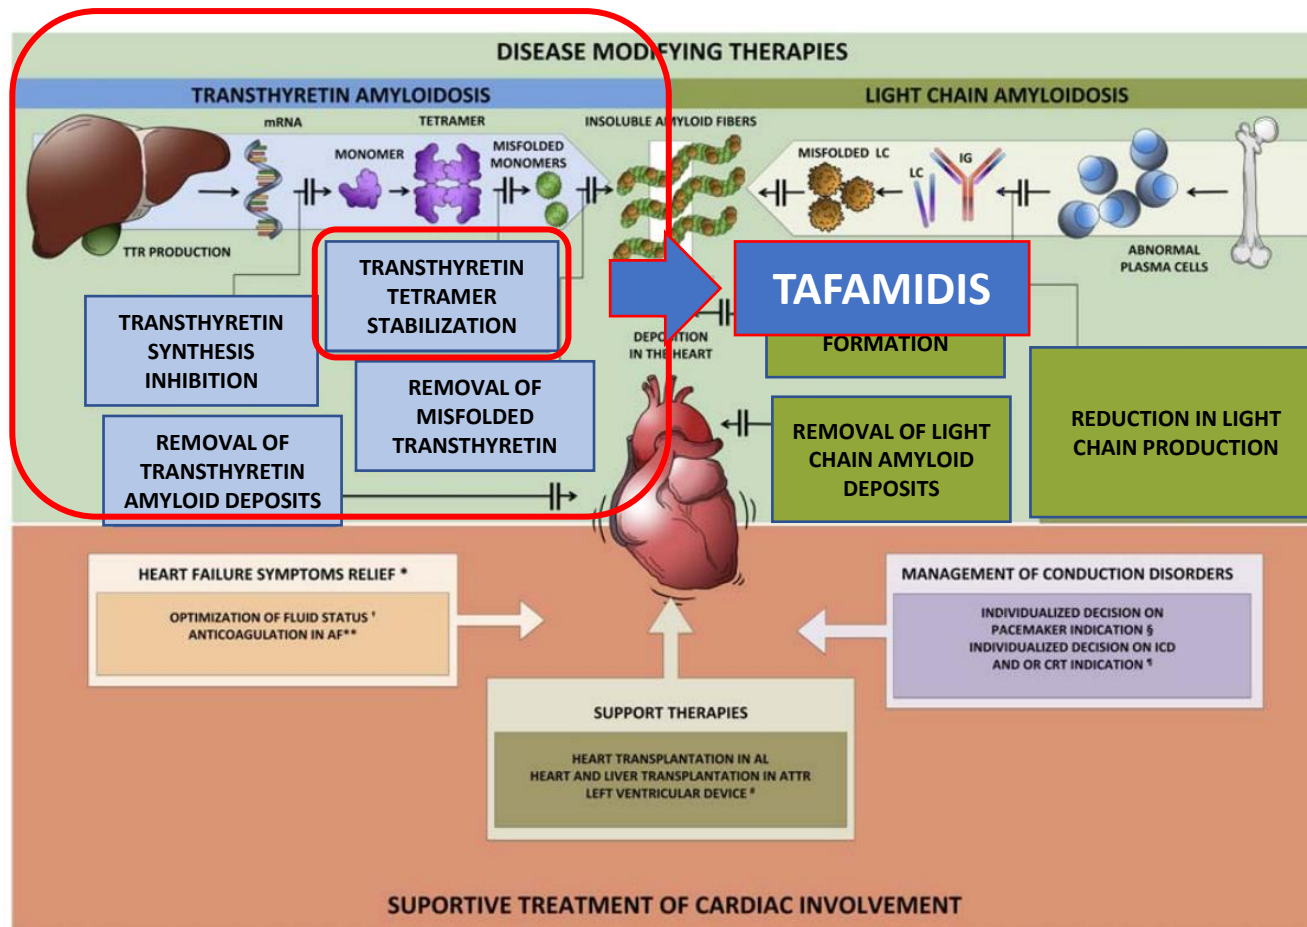 DISEASE MODIFYING THERAPIES
TRANSTHYRETIN AMYLOIDOSIS
LIGHT CHAIN AMYLOIDOSIS
mRNA
TETRAMER
INSOLUBLE AMYLOID FIBERS
MONOMER
MISFOLDED
MONOMERS
MISFOLDED LC
LC
IG
TTR PRODUCTION
ABNORMAL
PLASMA CELLS
TRANSTHYRETIN
TETRAMER
STABILIZATION
TAFAMIDIS
TRANSTHYRETIN
SYNTHESIS
INHIBITION
DEPOSITION
IN THE HEART
FORMATION
REMOVAL OF
MISFOLDED
TRANSTHYRETIN
REMOVAL OF
TRANSTHYRETIN
AMYLOID DEPOSITS
REMOVAL OF LIGHT
CHAIN AMYLOID
DEPOSITS
REDUCTION IN LIGHT
CHAIN PRODUCTION
HEART FAILURE SYMPTOMS RELIEF *
OPTIMIZATION OF FLUID STATUS †
ANTICOAGULATION IN AF**
MANAGEMENT OF CONDUCTION DISORDERS
INDIVIDUALIZED DECISION ON
PACEMAKER INDICATION §
INDIVIDUALIZED DECISION ON ICD
AND OR CRT INDICATION ¶
SUPPORT THERAPIES
HEART TRANSPLANTATION IN AL
HEART AND LIVER TRANSPLANTATION IN ATTR
LEFT VENTRICULAR DEVICE #
SUPORTIVE TREATMENT OF CARDIAC INVOLVEMENT